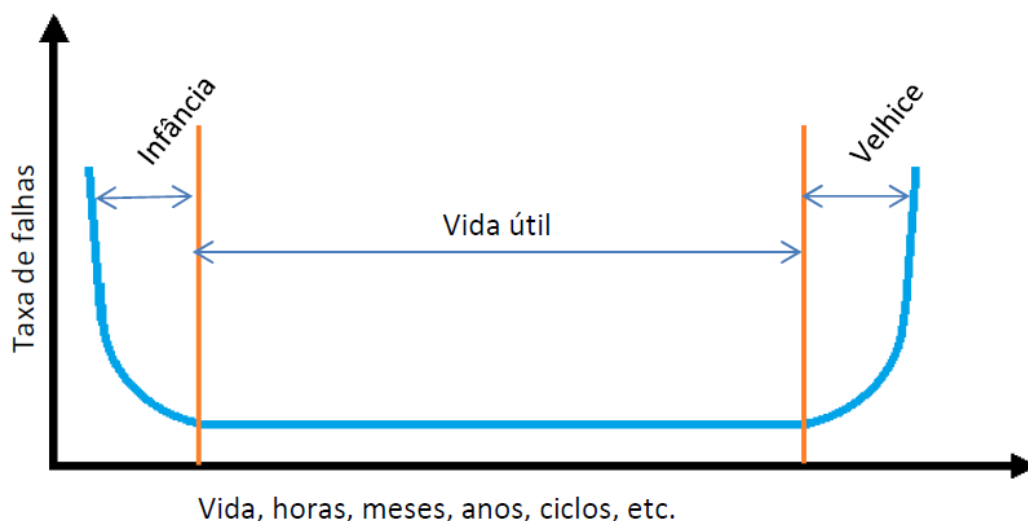 Infância
Velhice
Vida útil
Taxa de falhas
Vida, horas, meses, anos, ciclos, etc.